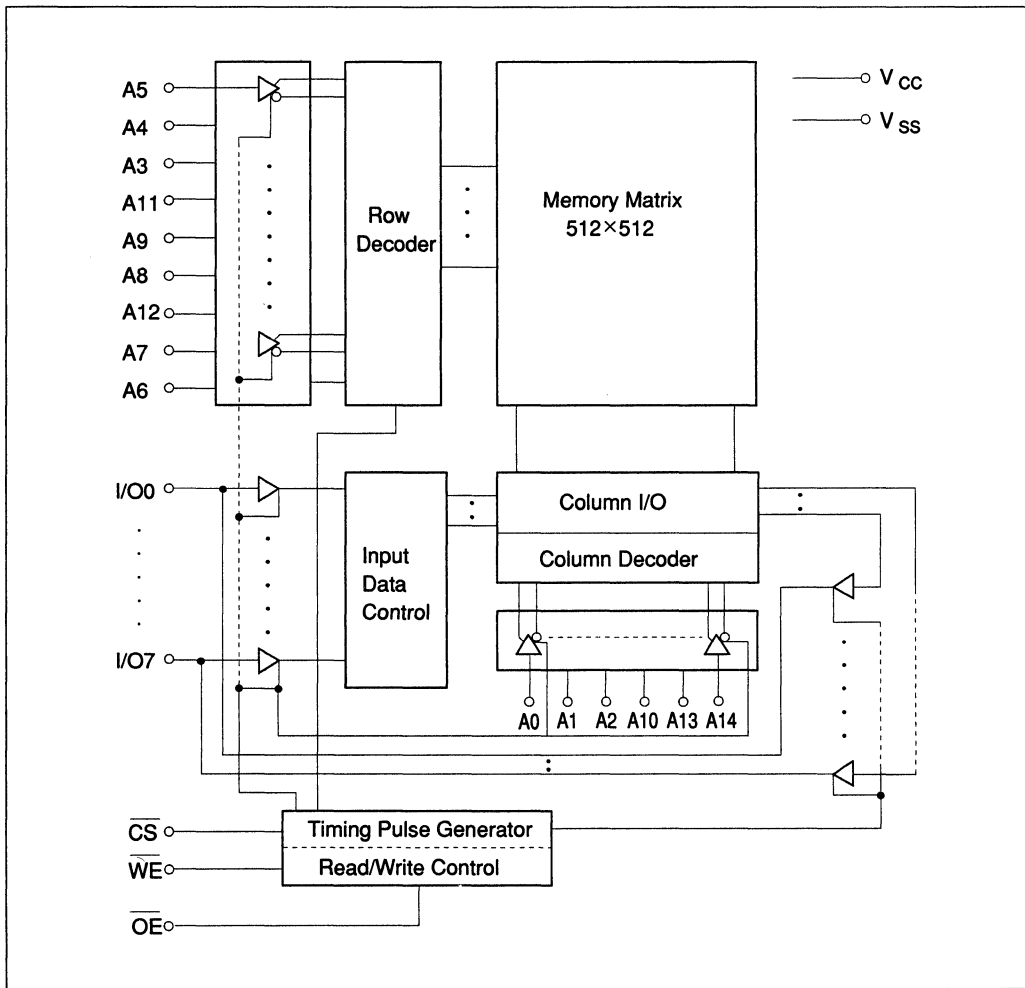 A5
A4
A3
A11
A9
A8
A12
A7
A6
Row
Decoder
Memory Matrix
512×512
V CC
V SS
I/O0
I/O7
Input
Data
Control
Column I/O
Column Decoder
A0 A1 A2 A10 A13 A14
CS
WE
OE
Timing Pulse Generator
Read/Write Control